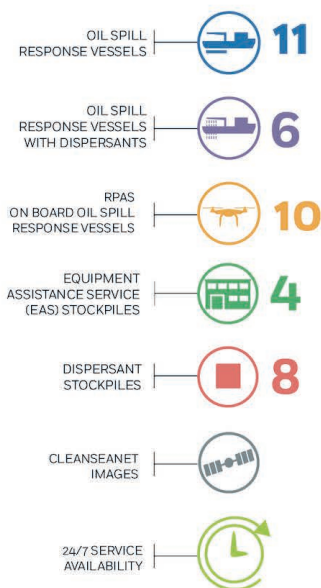 OIL SPILL
RESPONSE VESSELS
11
OIL SPILL
RESPONSE VESSELS
WITH DISPERSANTS
6
RPAS
ON BOARD OIL SPILL
RESPONSE VESSELS
10
EQUIPMENT
ASSISTANCE SERVICE
(EAS) STOCKPILES
4
DISPERSANT
STOCKPILES
8
CLEANSEANET
IMAGES
24/7 SERVICE
AVAILABILITY